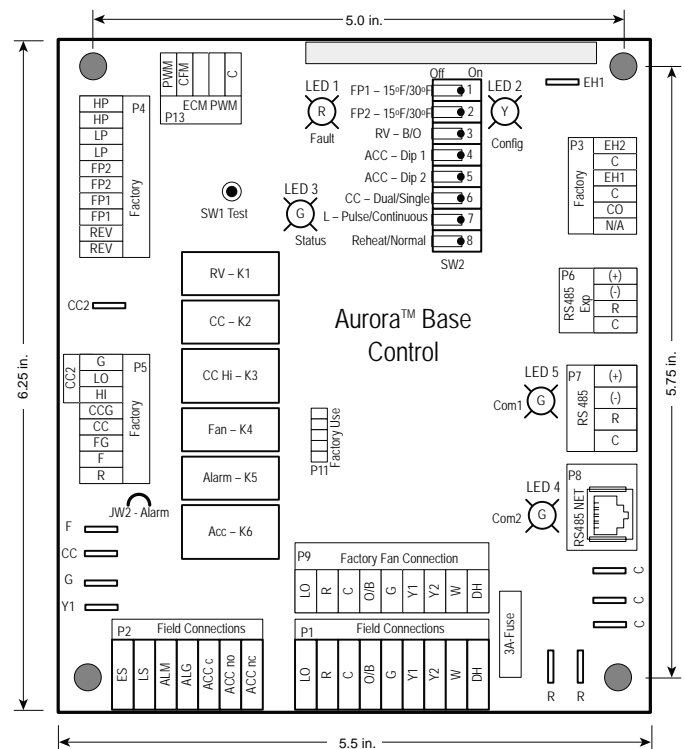 5.0 in.
6.25 in.
5.75 in.
5.5 in.
PWM
CFM
C
ECM PWM
P13
LED 1
R
Fault
Off On
FP1 – 15ºF/30ºF 1
FP2 – 15ºF/30ºF 2
RV – B/O 3
ACC – Dip 1 4
ACC – Dip 2 5
CC – Dual/Single 6
L – Pulse/Continuous 7
Reheat/Normal 8
SW2
LED 2
Y
Config
EH1
P4
HP
HP
LP
LP
FP2
FP2
FP1
FP1
REV
REV
Factory
SW1 Test
LED 3
G
Status
P3
Factory
EH2
C
EH1
C
CO
N/A
CC2
RV – K1
CC – K2
CC Hi – K3
Fan – K4
Alarm – K5
Acc – K6
Aurora™ Base
Control
P6
RS485
Exp
(+)
(-)
R
C
CC2
P5
G
LO
HI
CCG
CC
FG
F
R
Factory
JW2 - Alarm
P11
Factory Use
LED 5
Com1
G
P7
RS 485
(+)
(-)
R
C
LED 4
Com2
G
P8
RS485 NET
F
CC
G
Y1
P9 Factory Fan Connection
LO
R
C
O/B
G
Y1
Y2
W
DH
C
C
C
P2 Field Connections
ES
LS
ALM
ALG
ACC c
ACC no
ACC nc
P1 Field Connections
LO
R
C
O/B
G
Y1
Y2
W
DH
3A-Fuse
R R